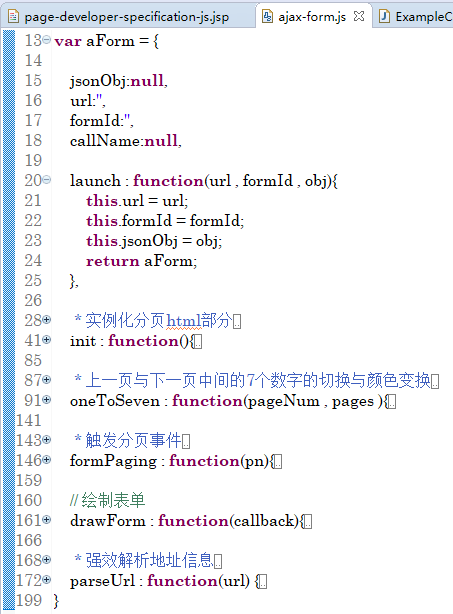 page-developer-specification-js.jsp ajax-form.js ExampleC
13 var aForm = {
14
15 jsonObj:null,
16 url:'',
17 formId:'',
18 callName:null,
19
20 launch : function(url , formId , obj){
21 this.url = url;
22 this.formId = formId;
23 this.jsonObj = obj;
24 return aForm;
25 },
26
28 * 实例化分页html部分
41 init : function(){
85
87 * 上一页与下一页中间的7个数字的切换与颜色变换
91 oneToSeven : function(pageNum , pages ){
141
143 * 触发分页事件
146 formPaging : function(pn){
159
160 // 绘制表单
161 drawForm : function(callback){
166
168 * 强效解析地址信息
172 parseUrl : function(url) {
199 }